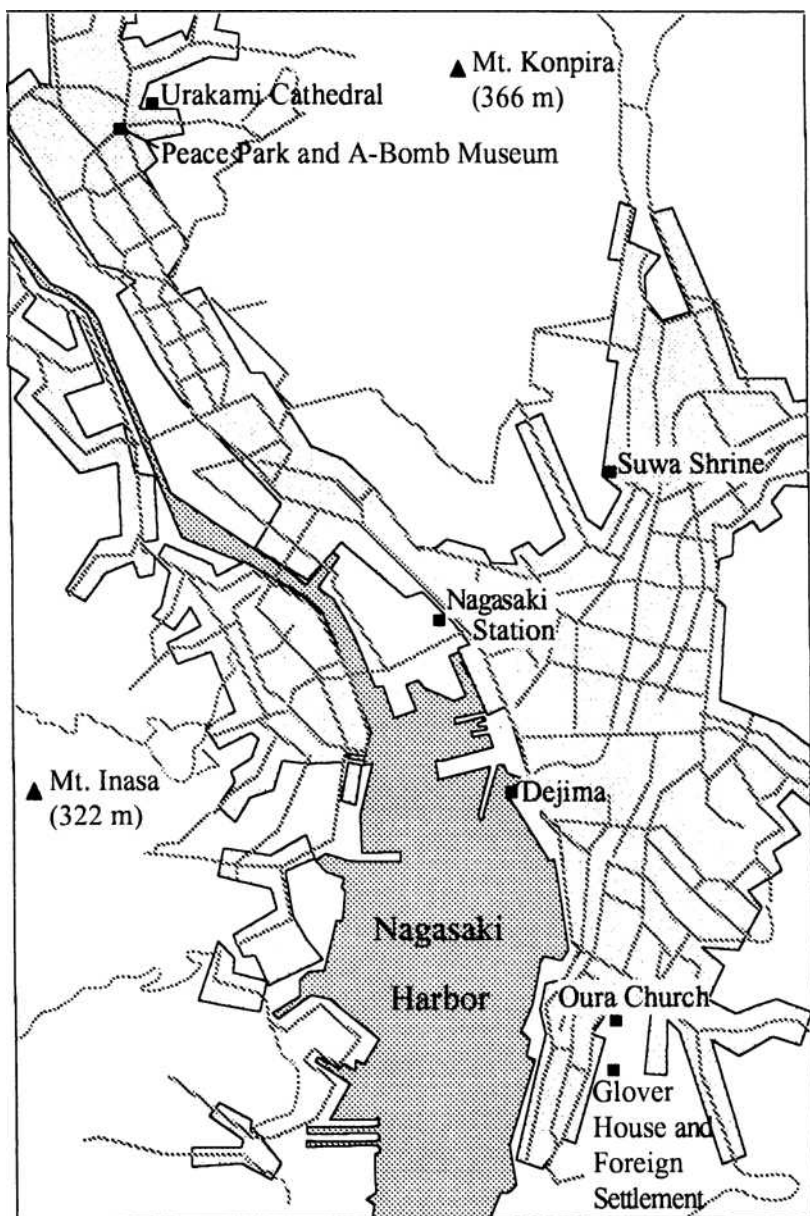 Mt. Konpira
(366 m)
Urakami Cathedral
Peace Park and A-Bomb Museum
Suwa Shrine
Nagasaki
Station
Mt. Inasa
(322 m)
Dejima
Nagasaki
Harbor
Oura Church
Glover
House and
Foreign
Settlement